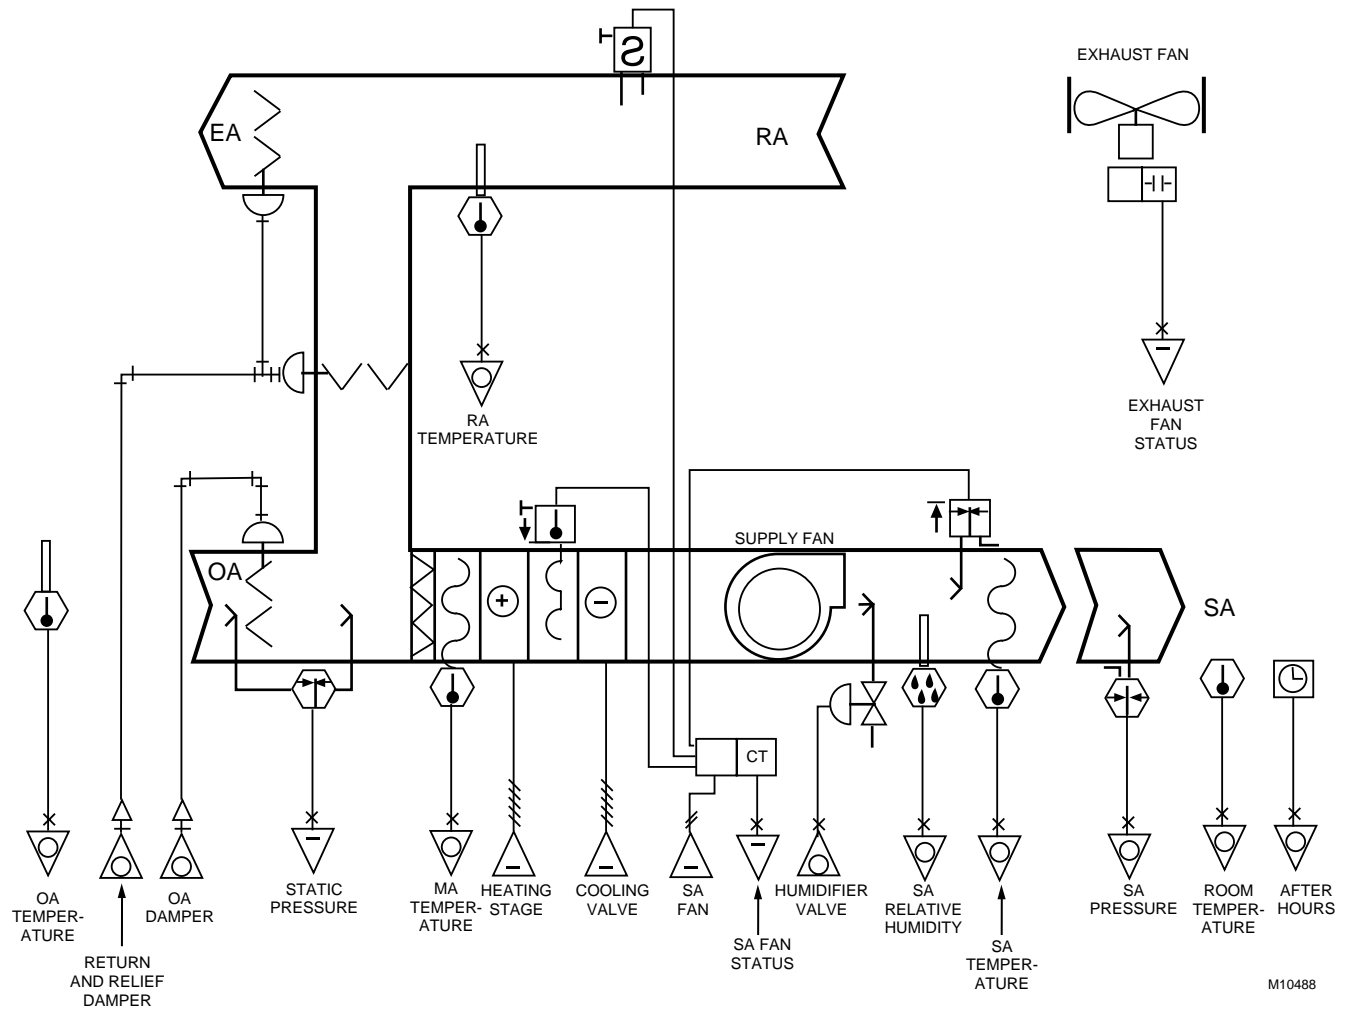 EXHAUST FAN
S
EA
RA
RA
TEMPERATURE
EXHAUST
FAN
STATUS
SUPPLY FAN
OA
SA
CT
OA
TEMPER-
ATURE
RETURN
AND RELIEF
DAMPER
OA
DAMPER
STATIC
PRESSURE
MA
TEMPER-
ATURE
HEATING
STAGE
COOLING
VALVE
SA
FAN
SA FAN
STATUS
HUMIDIFIER
VALVE
SA
RELATIVE
HUMIDITY
SA
TEMPER-
ATURE
SA
PRESSURE
ROOM
TEMPER-
ATURE
AFTER
HOURS
M10488